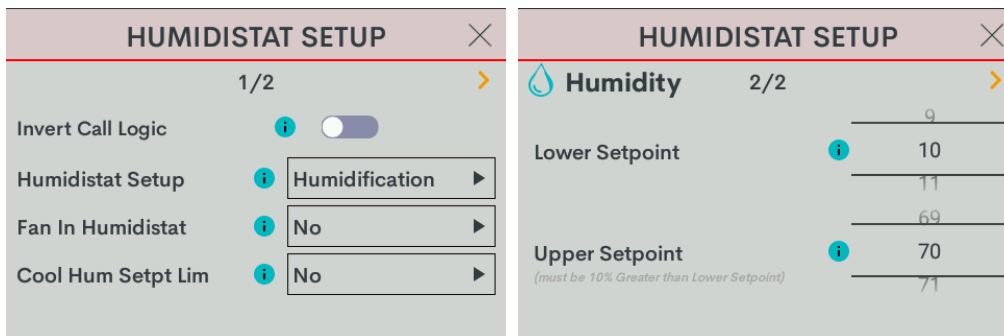 HUMIDISTAT SETUP
1/2
Invert Call Logic
Humidistat Setup Humidification
Fan In Humidistat No
Cool Hum Setpt Lim No
HUMIDISTAT SETUP
Humidity 2/2
9
Lower Setpoint 10
11
69
Upper Setpoint 70
(must be 10% Greater than Lower Setpoint)
71